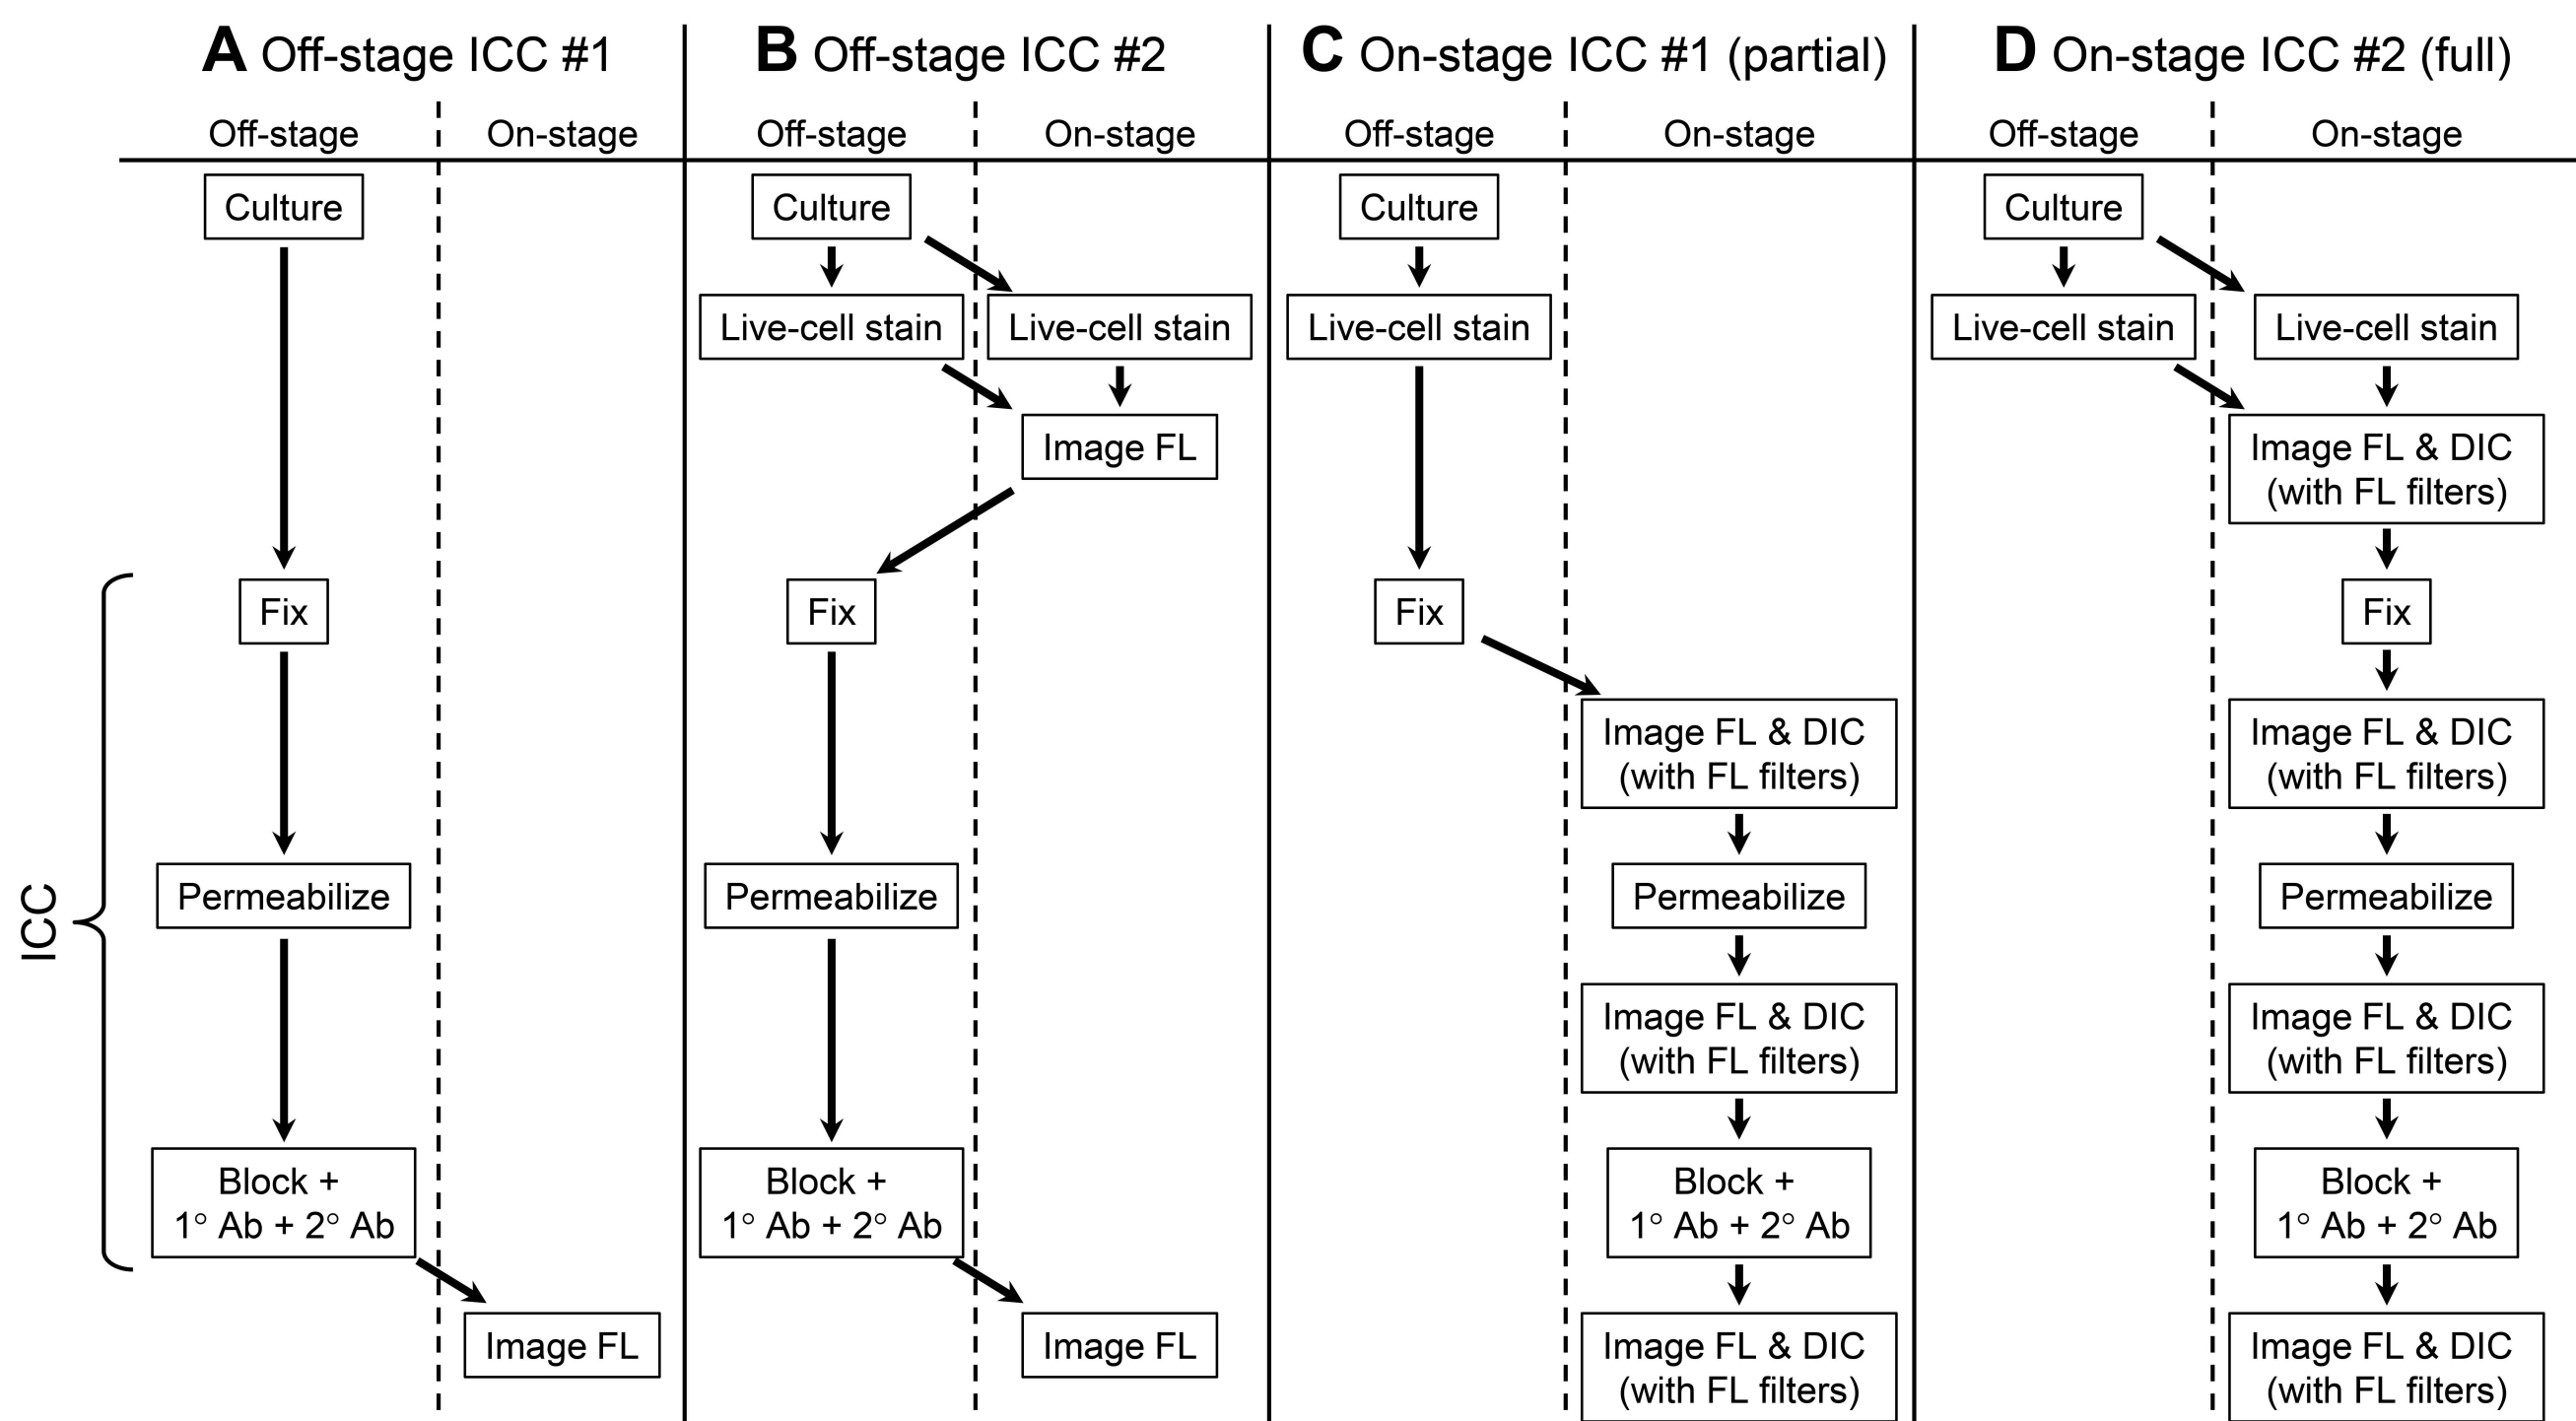 A Off-stage ICC #1
Off-stage
On-stage
Culture
Fix
Permeabilize
Block +
1° Ab + 2° Ab
Image FL
ICC
B Off-stage ICC #2
Off-stage
On-stage
Culture
Live-cell stain
Live-cell stain
Image FL
Fix
Permeabilize
Block +
1° Ab + 2° Ab
Image FL
C On-stage ICC #1 (partial)
Off-stage
On-stage
Culture
Live-cell stain
Fix
Image FL & DIC
(with FL filters)
Permeabilize
Image FL & DIC
(with FL filters)
Block +
1° Ab + 2° Ab
Image FL & DIC
(with FL filters)
D On-stage ICC #2 (full)
Off-stage
On-stage
Culture
Live-cell stain
Live-cell stain
Image FL & DIC
(with FL filters)
Fix
Image FL & DIC
(with FL filters)
Permeabilize
Image FL & DIC
(with FL filters)
Block +
1° Ab + 2° Ab
Image FL & DIC
(with FL filters)